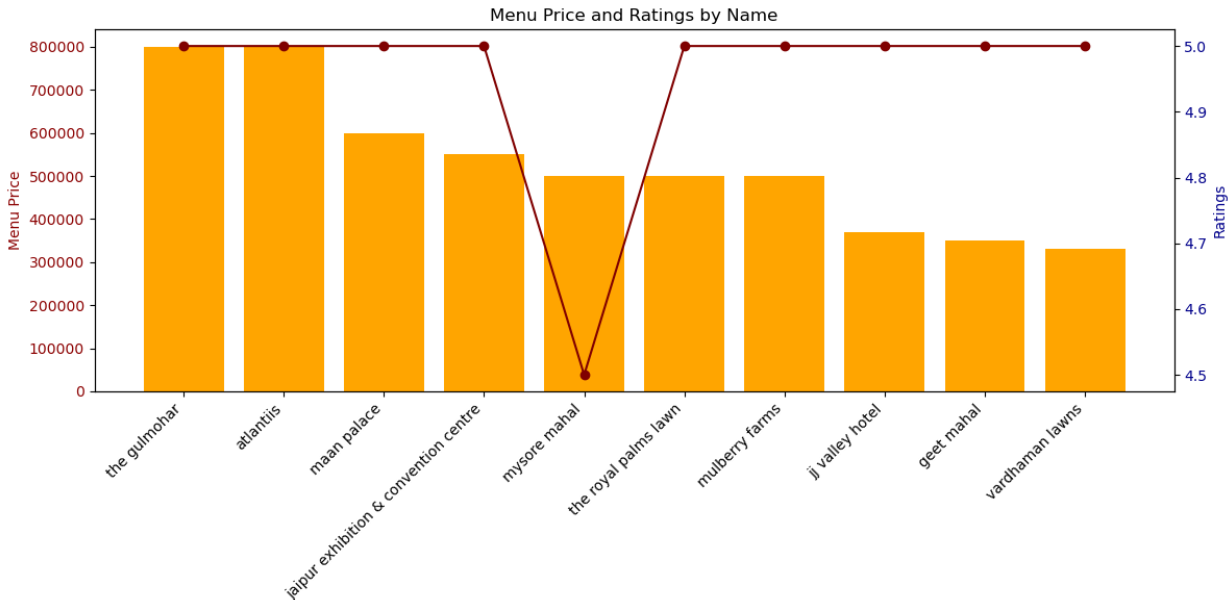 Menu Price and Ratings by Name
800000
700000
600000
500000
400000
300000
200000
100000
0
Menu Price
5.0
4.9
4.8
4.7
4.6
4.5
Ratings
the gulmohar
atlantiis
maan palace
jaipur exhibition & convention centre
mysore mahal
the royal palms lawn
mulberry farms
jj valley hotel
geet mahal
vardhaman lawns